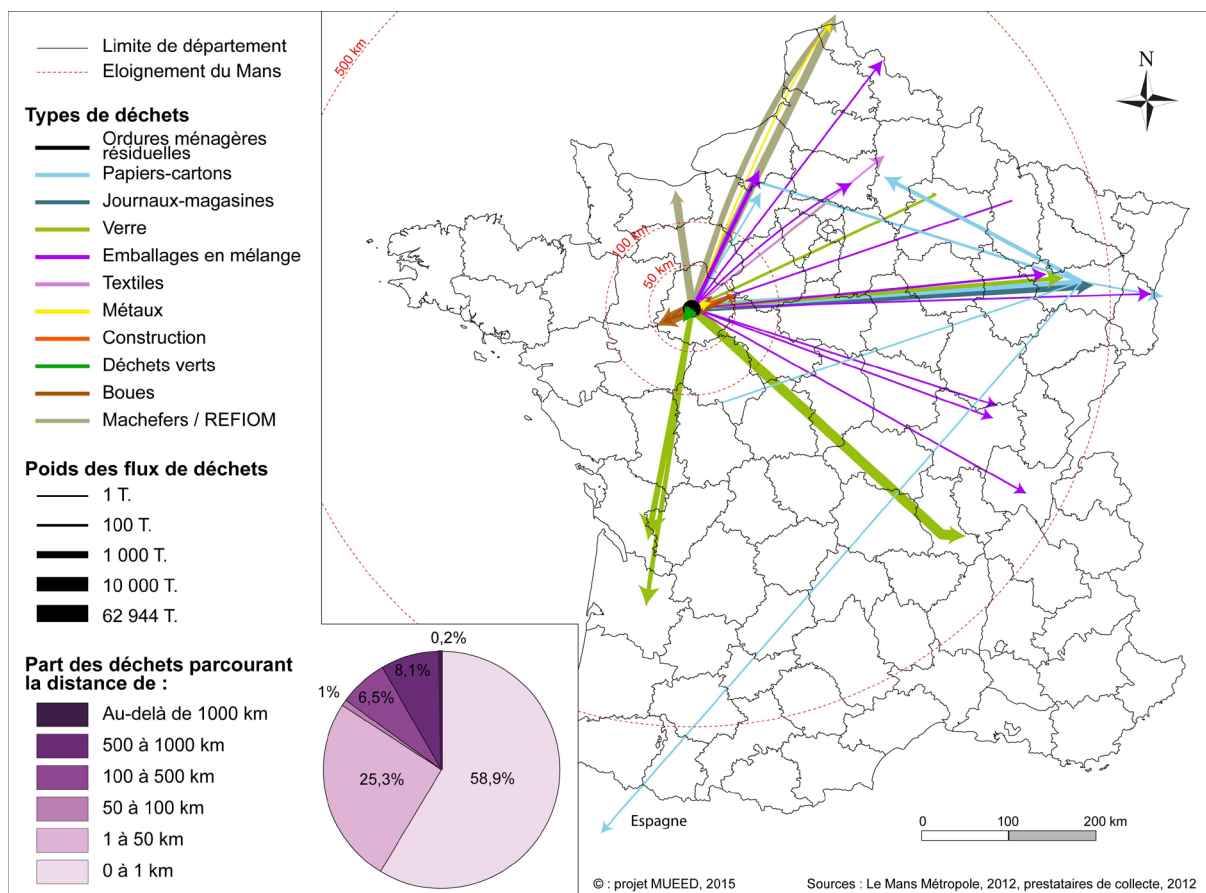 Limite de département
Eloignement du Mans
Types de déchets
Ordures ménagères
résiduelles
Papiers-cartons
Journaux-magasines
Verre
Emballages en mélange
Textiles
Métaux
Construction
Déchets verts
Boues
Machefers / REFIOM
Poids des flux de déchets
1 T.
100 T.
1 000 T.
10 000 T.
62 944 T.
Part des déchets parcourant
la distance de :
Au-delà de 1000 km
500 à 1000 km
100 à 500 km
50 à 100 km
1 à 50 km
0 à 1 km
0,2%
8,1%
6,5%
1%
25,3%
58,9%
500 km
100 km
50 km
N
Espagne
0 100 200 km
© : projet MUEED, 2015
Sources : Le Mans Métropole, 2012, prestataires de collecte, 2012